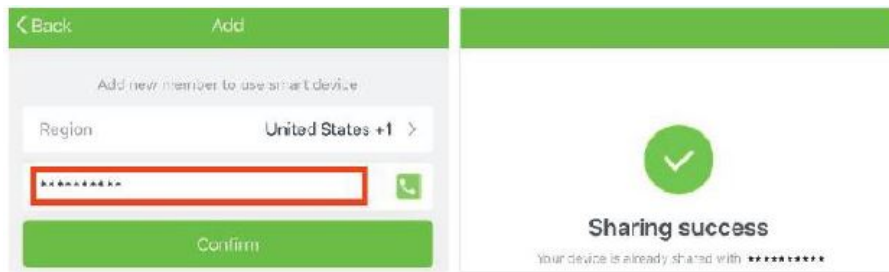 Back
Add
Add new member to use smart device
Region
United States +1
**********
Confirm
Sharing success
Your device is already shared with **********